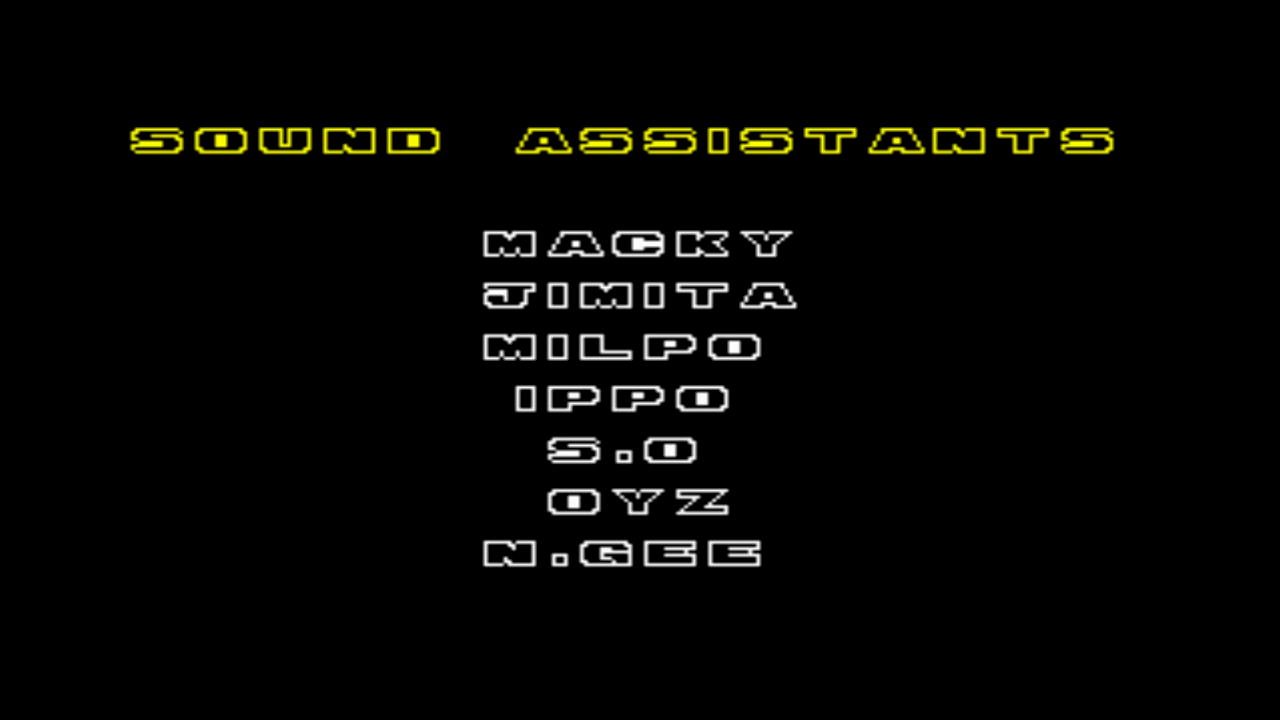 SOUND ASSISTANTS
MACKY
JIMITA
MILPO
IPPO
S.O
OYZ
N.GEE